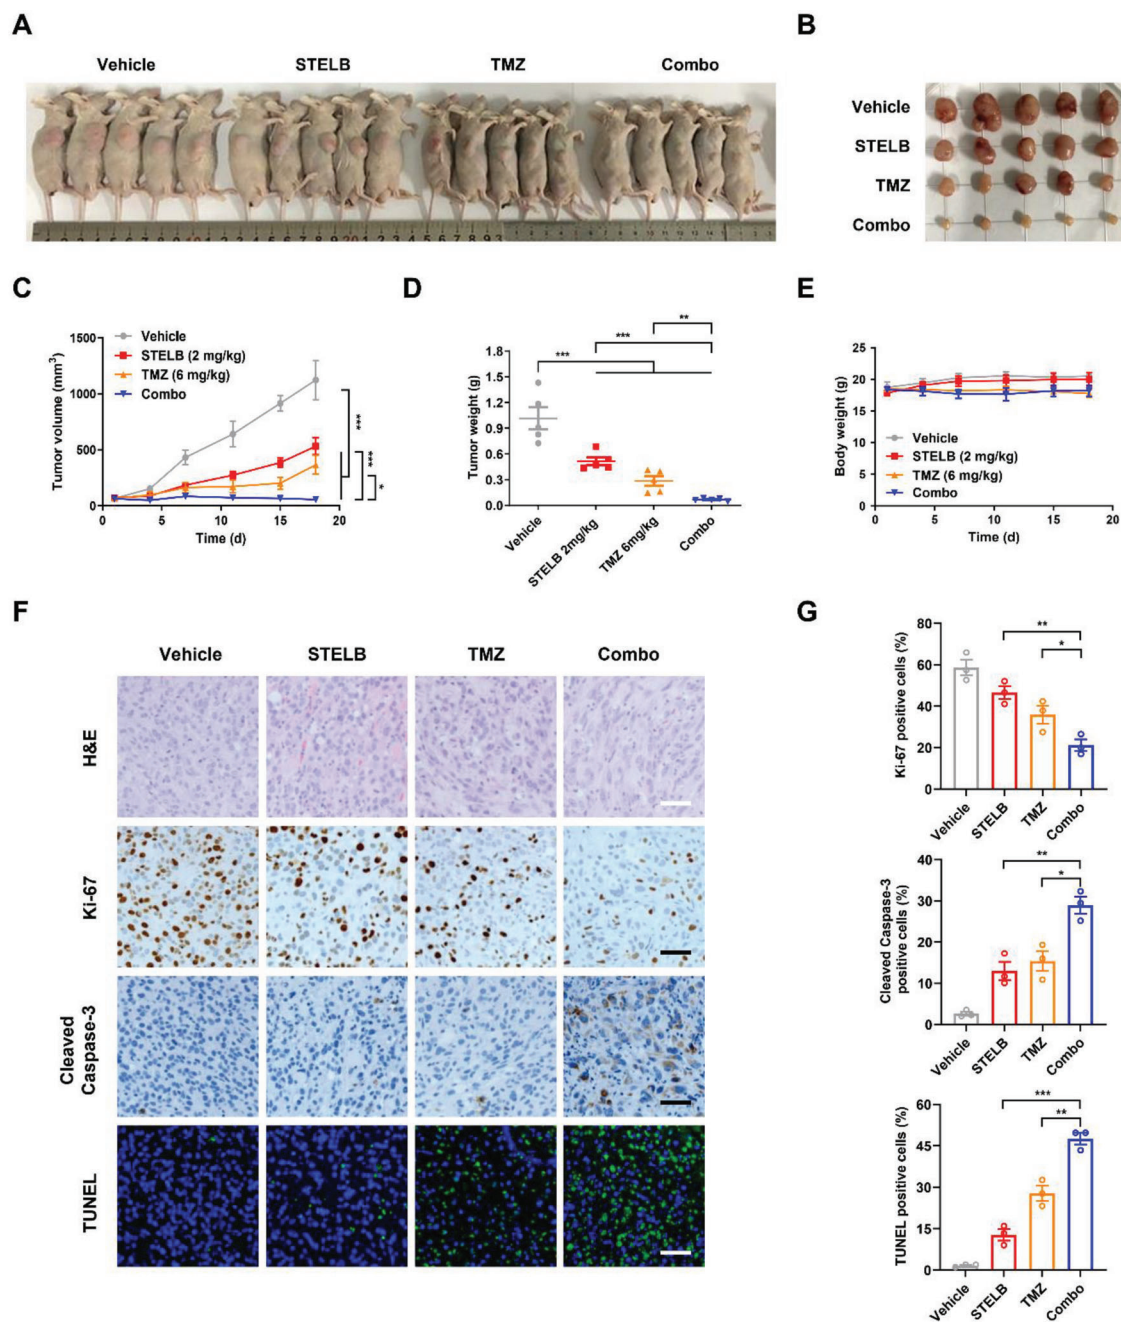 A
Vehicle STELB TMZ Combo
B
Vehicle
STELB
TMZ
Combo
C
Tumor volume (mm³)
1500
1000
500
0
0 5 10 15 20
Time (d)
Vehicle
STELB (2 mg/kg)
TMZ (6 mg/kg)
Combo
***
***
*
D
Tumor weight (g)
1.8
1.5
1.2
0.9
0.6
0.3
0.0
**
***
***
Vehicle
STELB 2mg/kg
TMZ 6mg/kg
Combo
E
Body weight (g)
25
20
15
10
5
0
0 5 10 15 20
Time (d)
Vehicle
STELB (2 mg/kg)
TMZ (6 mg/kg)
Combo
F
Vehicle STELB TMZ Combo
H&E
Ki-67
Cleaved
Caspase-3
TUNEL
G
Ki-67 positive cells (%)
80
60
40
20
0
**
*
Vehicle
STELB
TMZ
Combo
Cleaved Caspase-3
positive cells (%)
40
30
20
10
0
**
*
Vehicle
STELB
TMZ
Combo
TUNEL positive cells (%)
60
45
30
15
0
***
**
Vehicle
STELB
TMZ
Combo